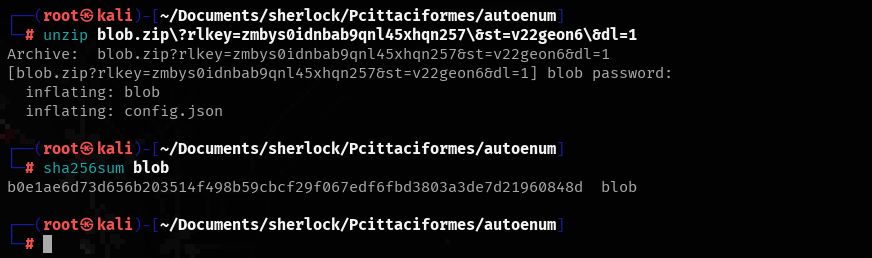 ┌──(root㉿kali)-[~/Documents/sherlock/Pcittaciformes/autoenum]
└─# unzip blob.zip\?rlkey=zmbys0idnbab9qnl45xhqn257\&st=v22geon6\&dl=1
Archive:  blob.zip?rlkey=zmbys0idnbab9qnl45xhqn257&st=v22geon6&dl=1
[blob.zip?rlkey=zmbys0idnbab9qnl45xhqn257&st=v22geon6&dl=1] blob password:
  inflating: blob
  inflating: config.json
┌──(root㉿kali)-[~/Documents/sherlock/Pcittaciformes/autoenum]
└─# sha256sum blob
b0e1ae6d73d656b203514f498b59cbcf29f067edf6fbd3803a3de7d21960848d  blob
┌──(root㉿kali)-[~/Documents/sherlock/Pcittaciformes/autoenum]
└─#